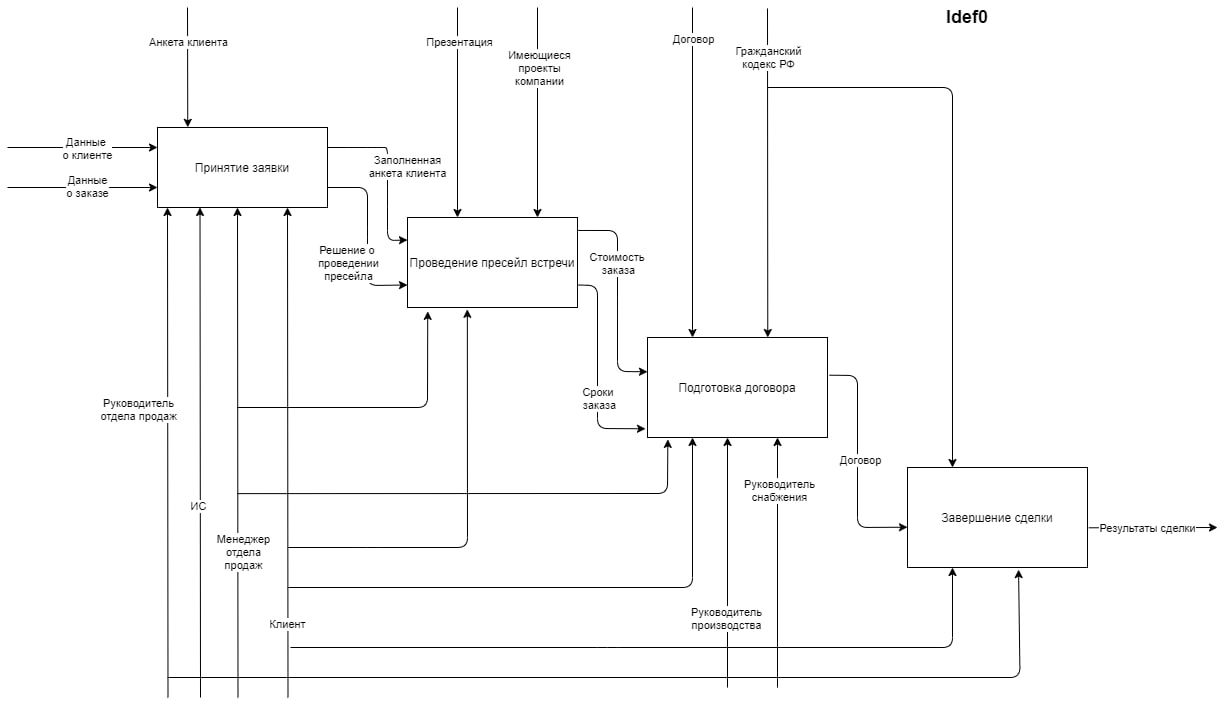 Idef0
Анкета клиента
Презентация
Имеющиеся
проекты
компании
Договор
Гражданский
кодекс РФ
Данные
о клиенте
Данные
о заказе
Принятие заявки
Заполненная
анкета клиента
Решение о
проведении
пресейла
Проведение пресейл встречи
Стоимость
заказа
Сроки
заказа
Подготовка договора
Руководитель
отдела продаж
ИС
Менеджер
отдела
продаж
Клиент
Руководитель
снабжения
Руководитель
производства
Договор
Завершение сделки
Результаты сделки